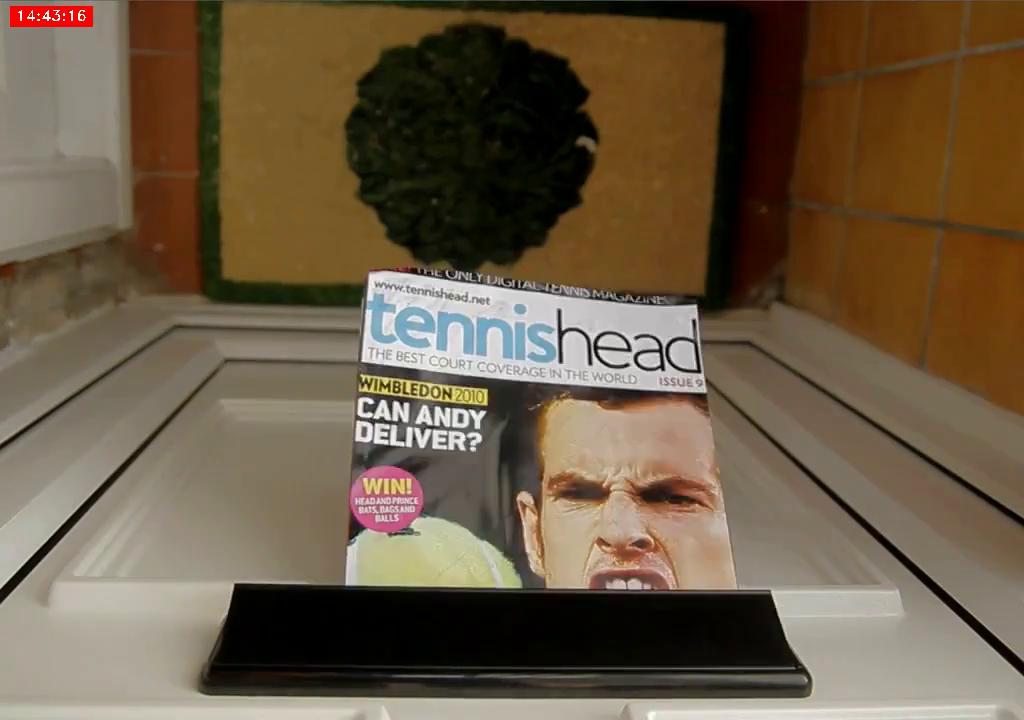 14:43:16
THE ONLY DIGITAL TENNIS MAGAZINE
www.tennishead.net
tennishead
THE BEST COURT COVERAGE IN THE WORLD
ISSUE 9
WIMBLEDON 2010
CAN ANDY
DELIVER?
WIN!
HEAD AND PRINCE
BATS, BAGS AND
BALLS